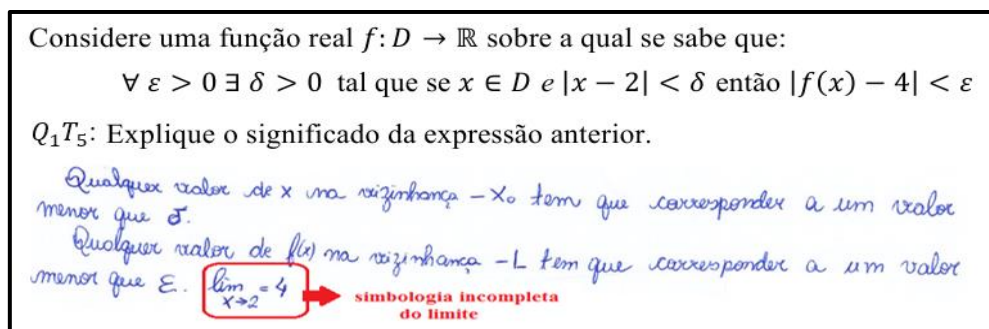 Considere uma função real f: D → ℝ sobre a qual se sabe que:
∀ ε > 0 ∃ δ > 0 tal que se x ∈ D e |x − 2| < δ então |f(x) − 4| < ε
Q₁T₅: Explique o significado da expressão anterior.
Qualquer valor de x na vizinhança − X₀ tem que corresponder a um valor
menor que δ.
Qualquer valor de f(x) na vizinhança − L tem que corresponder a um valor
menor que ε. lim = 4
x→2
simbologia incompleta
do limite